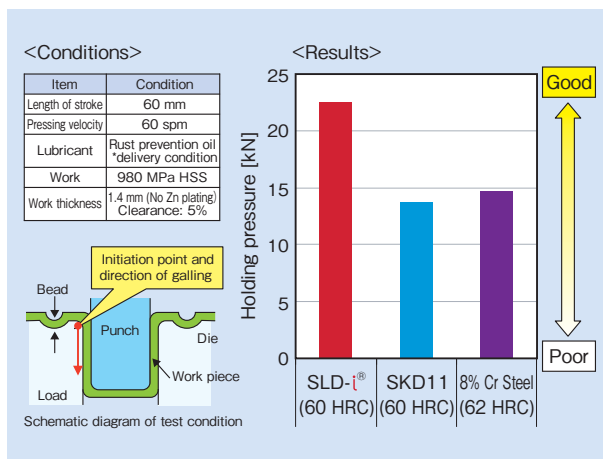 <Conditions>
Item Condition
Length of stroke 60 mm
Pressing velocity 60 spm
Lubricant Rust prevention oil
*delivery condition
Work 980 MPa HSS
Work thickness 1.4 mm (No Zn plating)
Clearance: 5%
Initiation point and
direction of galling
Bead
Punch
Die
Work piece
Load
Schematic diagram of test condition
<Results>
Holding pressure [kN]
25
20
15
10
5
0
SLD-i®
(60 HRC)
SKD11
(60 HRC)
8% Cr Steel
(62 HRC)
Good
Poor